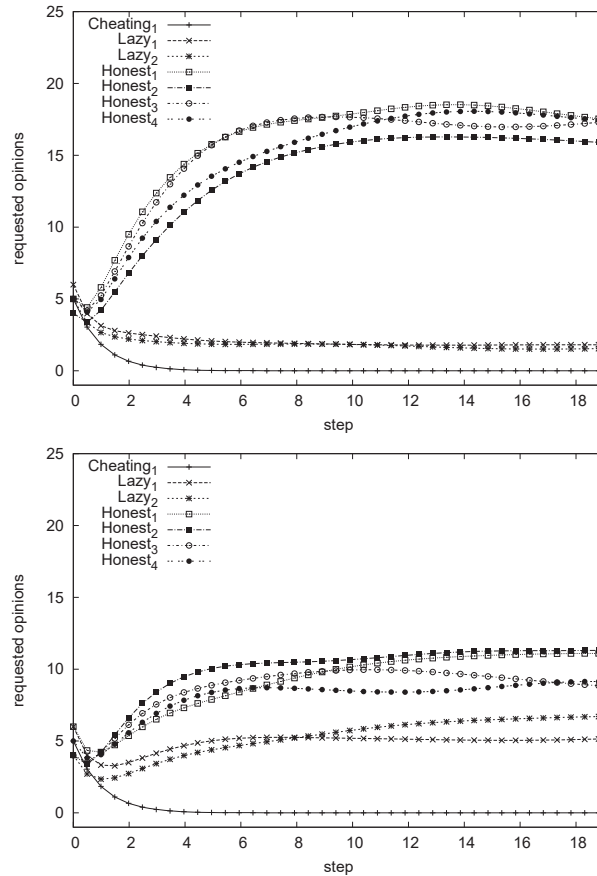 25
20
15
10
5
0
requested opinions
Cheating1
Lazy1
Lazy2
Honest1
Honest2
Honest3
Honest4
0 2 4 6 8 10 12 14 16 18
step
25
20
15
10
5
0
requested opinions
Cheating1
Lazy1
Lazy2
Honest1
Honest2
Honest3
Honest4
0 2 4 6 8 10 12 14 16 18
step